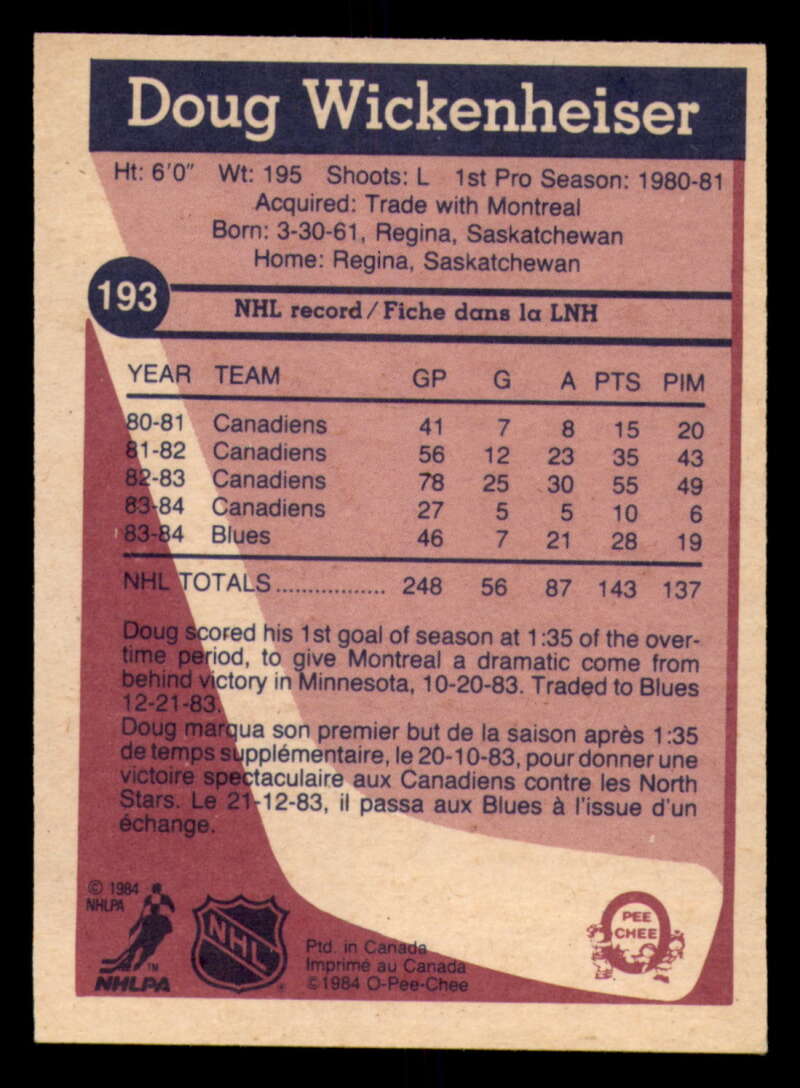 Doug Wickenheiser
Ht: 6'0" Wt: 195 Shoots: L 1st Pro Season: 1980-81
Acquired: Trade with Montreal
Born: 3-30-61, Regina, Saskatchewan
Home: Regina, Saskatchewan
193
NHL record/Fiche dans la LNH
YEAR TEAM GP G A PTS PIM
80-81 Canadiens 41 7 8 15 20
81-82 Canadiens 56 12 23 35 43
82-83 Canadiens 78 25 30 55 49
83-84 Canadiens 27 5 5 10 6
83-84 Blues 46 7 21 28 19
NHL TOTALS................. 248 56 87 143 137
Doug scored his 1st goal of season at 1:35 of the over-
time period, to give Montreal a dramatic come from
behind victory in Minnesota, 10-20-83. Traded to Blues
12-21-83.
Doug marqua son premier but de la saison après 1:35
de temps supplémentaire, le 20-10-83, pour donner une
victoire spectaculaire aux Canadiens contre les North
Stars. Le 21-12-83, il passa aux Blues à l'issue d'un
échange.
© 1984
NHLPA
TM
NHLPA
NHL
Ptd. in Canada
Imprimé au Canada
©1984 O-Pee-Chee
PEE
CHEE